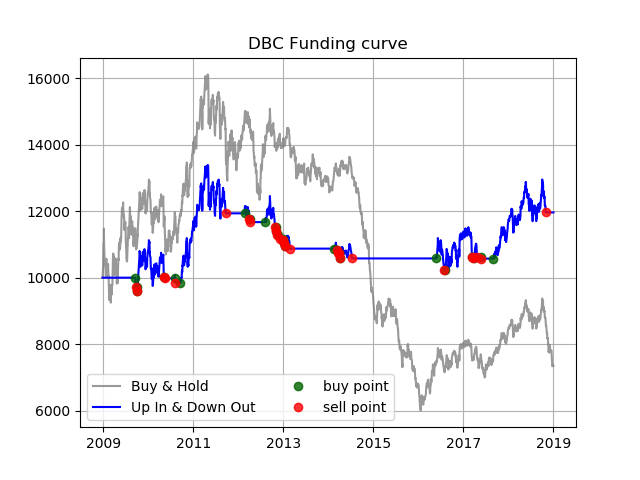 DBC Funding curve
16000
14000
12000
10000
8000
6000
Buy & Hold
Up In & Down Out
buy point
sell point
2009 2011 2013 2015 2017 2019